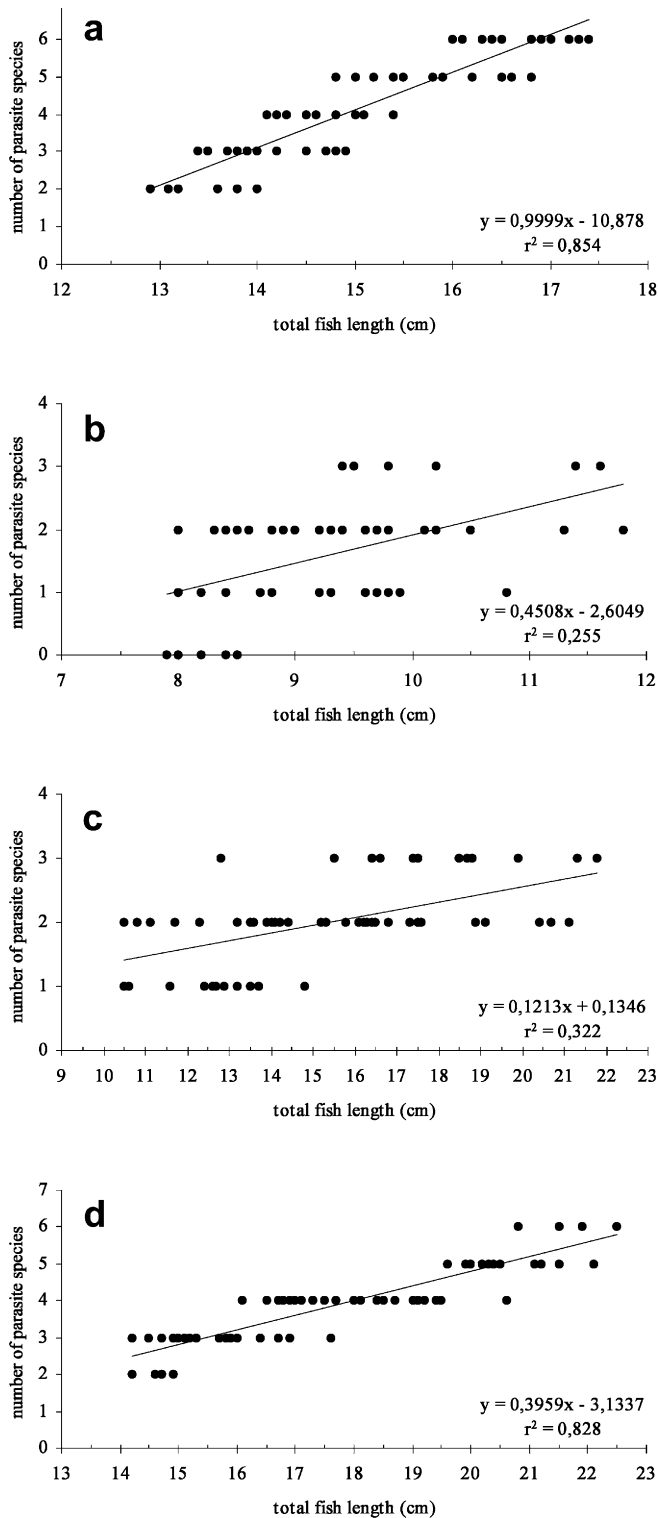 a
number of parasite species
6
5
4
3
2
1
0
12 13 14 15 16 17 18
y = 0,9999x - 10,878
r² = 0,854
total fish length (cm)
b
number of parasite species
4
3
2
1
0
7 8 9 10 11 12
y = 0,4508x - 2,6049
r² = 0,255
total fish length (cm)
c
number of parasite species
4
3
2
1
0
9 10 11 12 13 14 15 16 17 18 19 20 21 22 23
y = 0,1213x + 0,1346
r² = 0,322
total fish length (cm)
d
number of parasite species
7
6
5
4
3
2
1
0
13 14 15 16 17 18 19 20 21 22 23
y = 0,3959x - 3,1337
r² = 0,828
total fish length (cm)